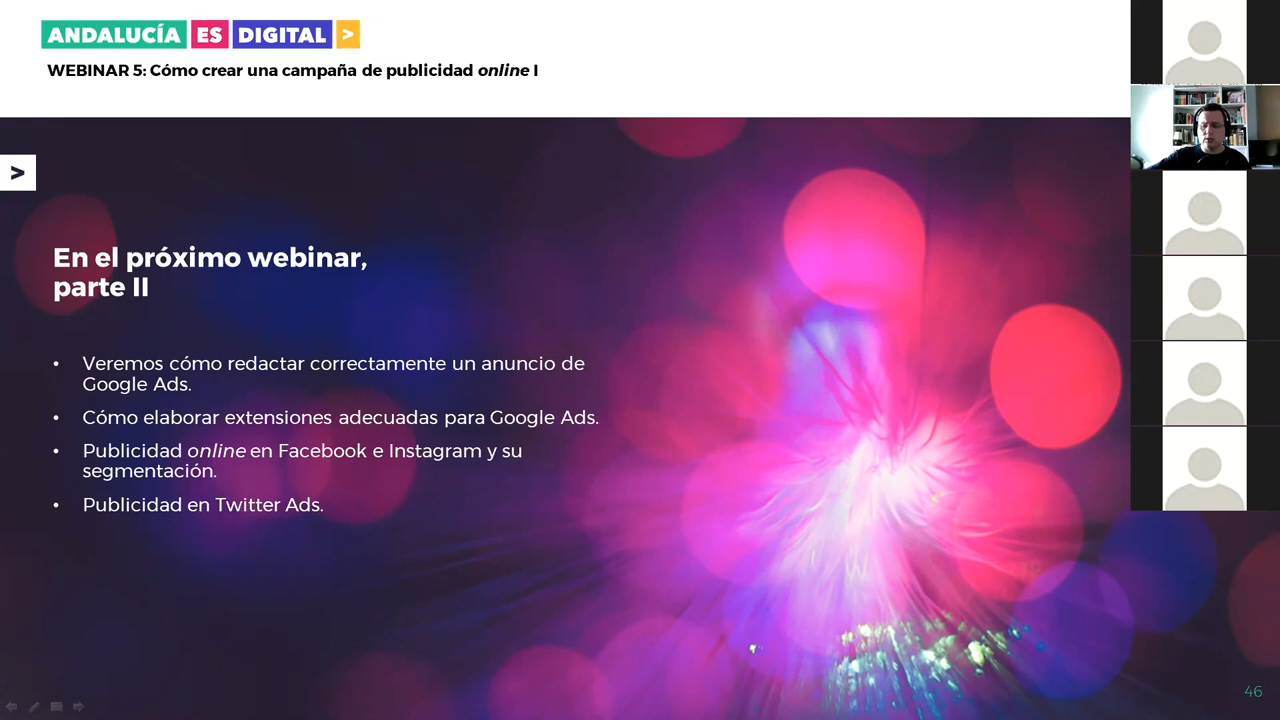 ANDALUCÍA ES DIGITAL >
WEBINAR 5: Cómo crear una campaña de publicidad online I
>
En el próximo webinar,
parte II
• Veremos cómo redactar correctamente un anuncio de
Google Ads.
• Cómo elaborar extensiones adecuadas para Google Ads.
• Publicidad online en Facebook e Instagram y su
segmentación.
• Publicidad en Twitter Ads.
46